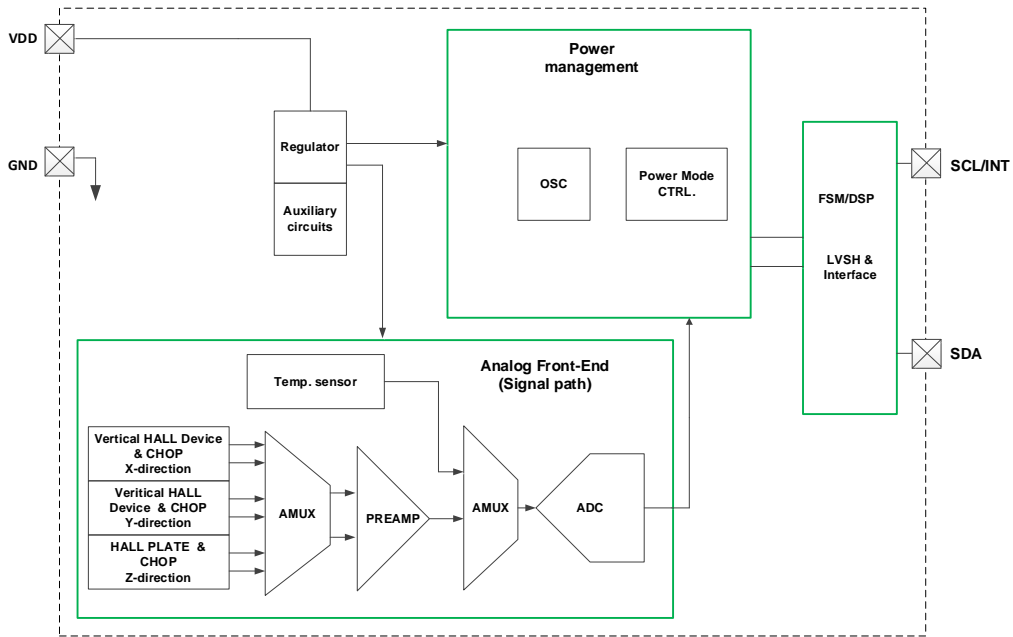 VDD
Power
management
Regulator
GND
SCL/INT
OSC
Power Mode
CTRL.
FSM/DSP
Auxiliary
circuits
LVSH &
Interface
SDA
Analog Front-End
(Signal path)
Temp. sensor
Vertical HALL Device
& CHOP
X-direction
Veritical HALL
Device & CHOP
Y-direction
HALL PLATE &
CHOP
Z-direction
AMUX
PREAMP
AMUX
ADC